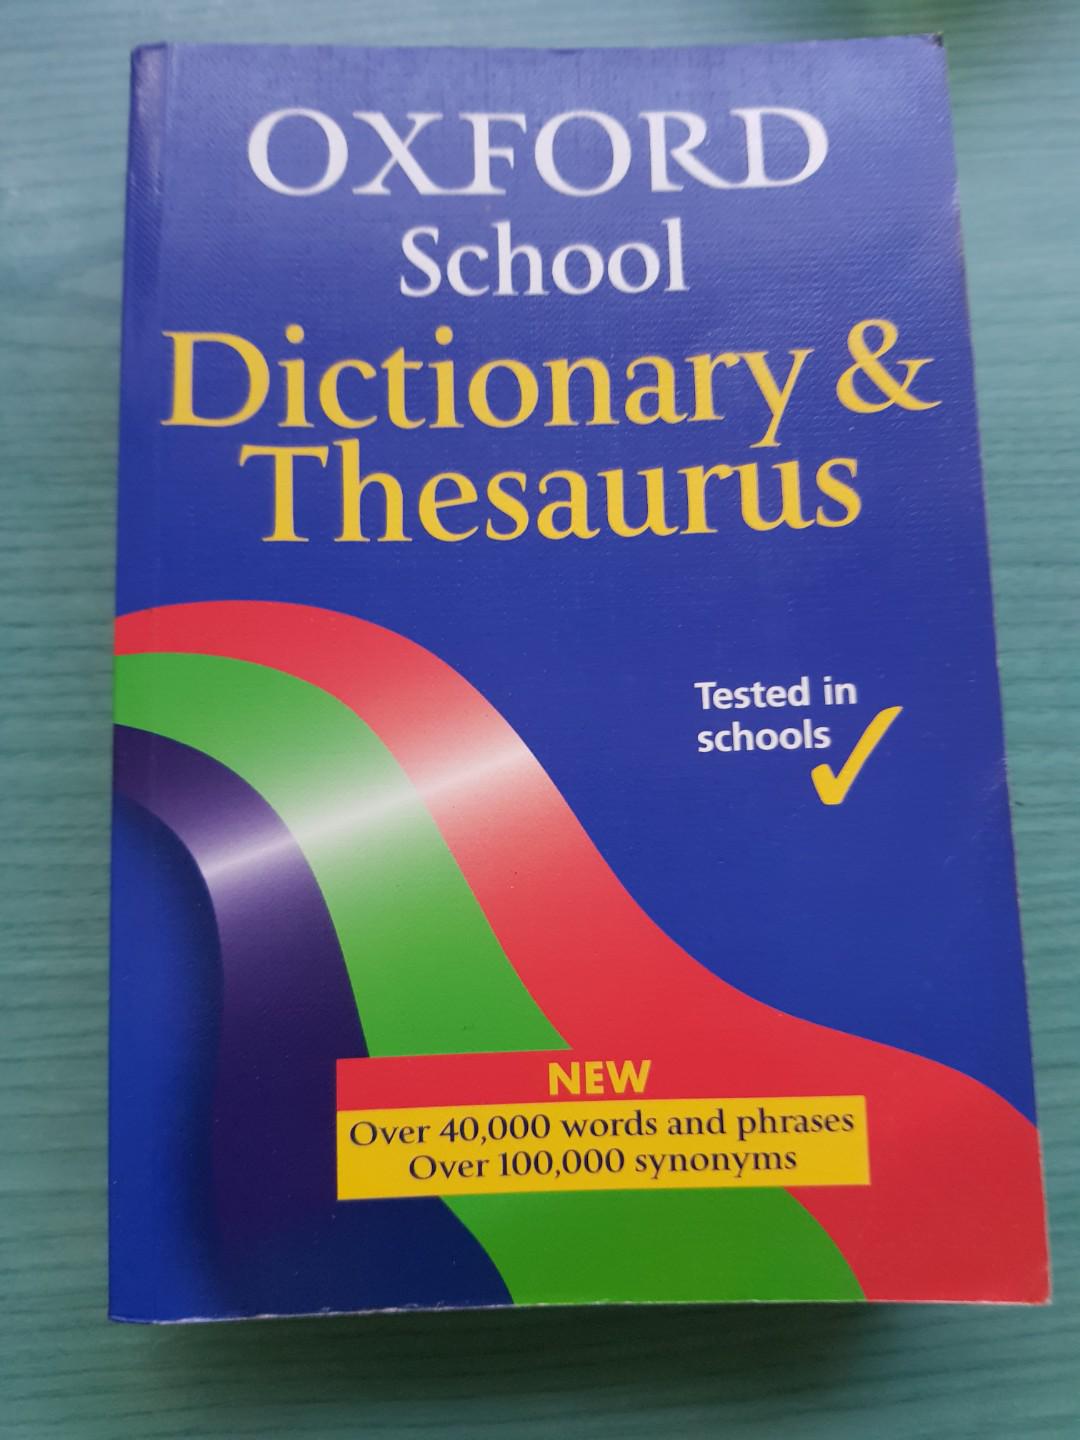 OXFORD
School
Dictionary &
Thesaurus
Tested in
schools
NEW
Over 40,000 words and phrases
Over 100,000 synonyms